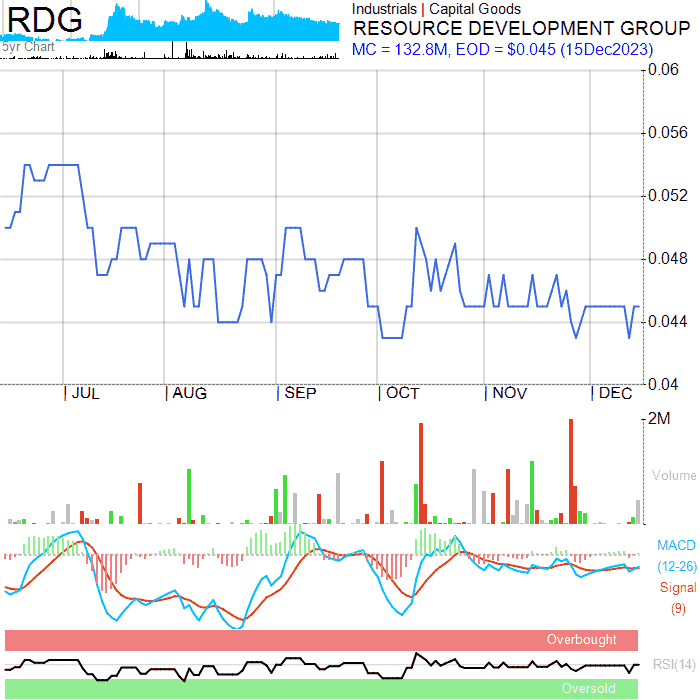 RDG
5yr Chart
Industrials | Capital Goods
RESOURCE DEVELOPMENT GROUP
MC = 132.8M, EOD = $0.045 (15Dec2023)
0.06
0.056
0.052
0.048
0.044
0.04
JUL AUG SEP OCT NOV DEC
2M
Volume
MACD
(12-26)
Signal
(9)
Overbought
RSI(14)
Oversold